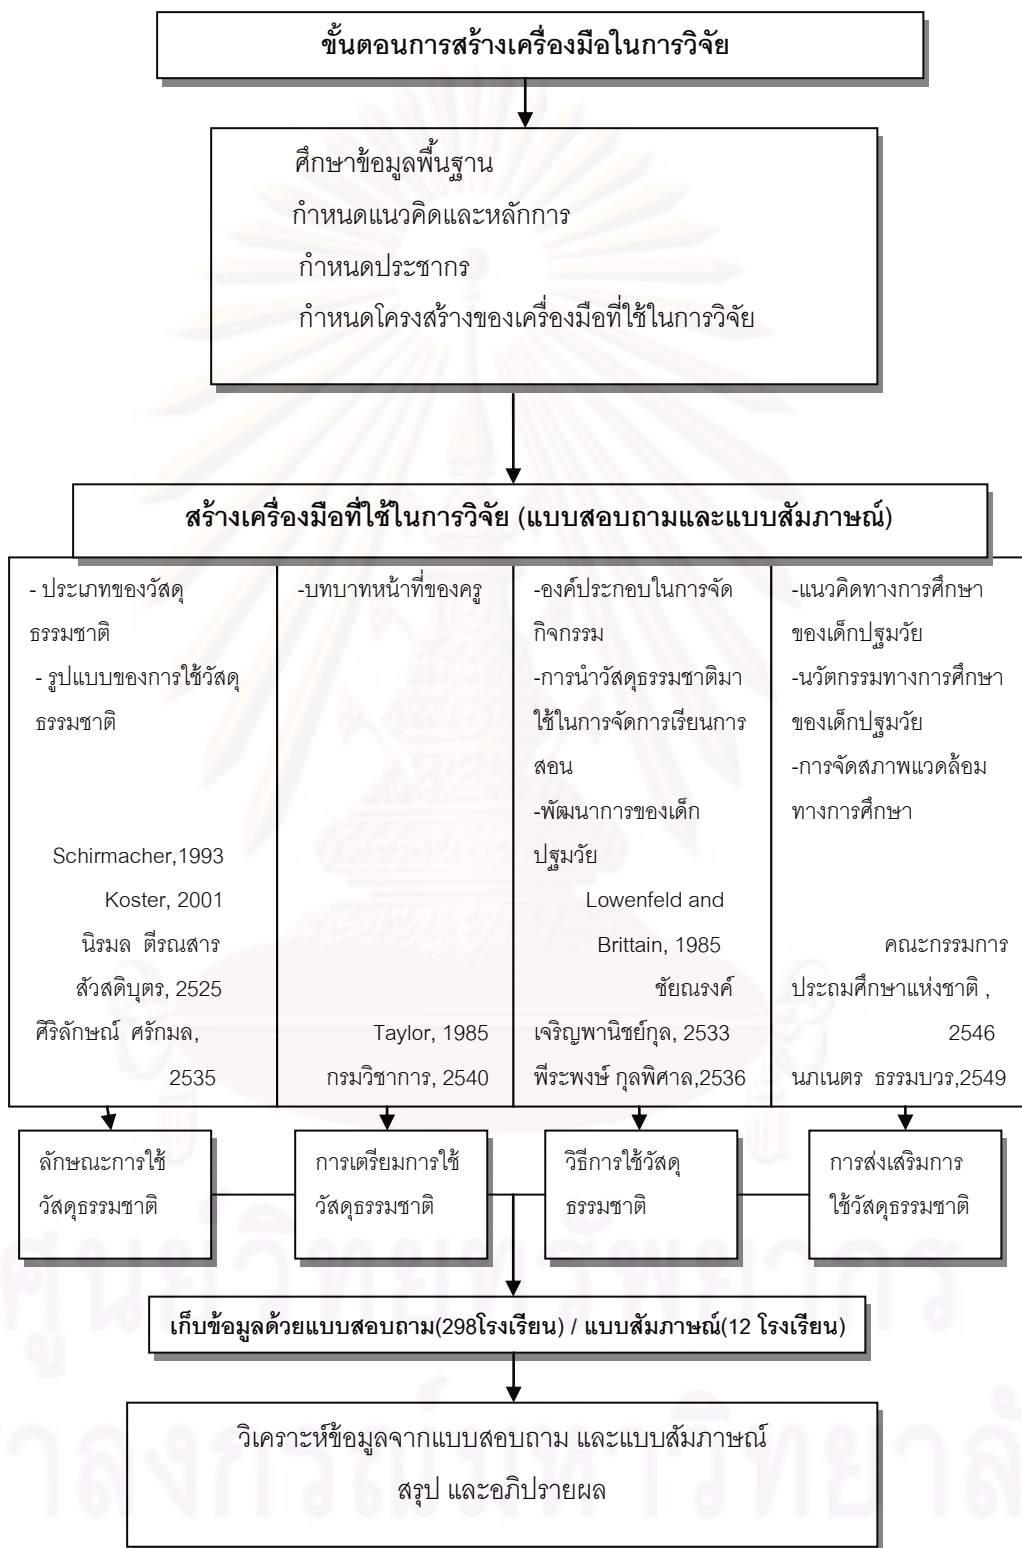 ขั้นตอนการสร้างเครื่องมือในการวิจัย
ศึกษาข้อมูลพื้นฐาน
กำหนดแนวคิดและหลักการ
กำหนดประชากร
กำหนดโครงสร้างของเครื่องมือที่ใช้ในการวิจัย
สร้างเครื่องมือที่ใช้ในการวิจัย (แบบสอบถามและแบบสัมภาษณ์)
- ประเภทของวัสดุ
ธรรมชาติ
- รูปแบบของการใช้วัสดุ
ธรรมชาติ
Schirmacher,1993
Koster, 2001
นิรมล ตีรณสาร
สัวสดิบุตร, 2525
ศิริลักษณ์ ศรักมล,
2535
-บทบาทหน้าที่ของครู
Taylor, 1985
กรมวิชาการ, 2540
-องค์ประกอบในการจัด
กิจกรรม
-การนำวัสดุธรรมชาติมา
ใช้ในการจัดการเรียนการ
สอน
-พัฒนาการของเด็ก
ปฐมวัย
Lowenfeld and
Brittain, 1985
ชัยณรงค์
เจริญพานิชย์กุล, 2533
พีระพงษ์ กุลพิศาล,2536
-แนวคิดทางการศึกษา
ของเด็กปฐมวัย
-นวัตกรรมทางการศึกษา
ของเด็กปฐมวัย
-การจัดสภาพแวดล้อม
ทางการศึกษา
คณะกรรมการ
ประถมศึกษาแห่งชาติ ,
2546
นภเนตร ธรรมบวร,2549
ลักษณะการใช้
วัสดุธรรมชาติ
การเตรียมการใช้
วัสดุธรรมชาติ
วิธีการใช้วัสดุ
ธรรมชาติ
การส่งเสริมการ
ใช้วัสดุธรรมชาติ
เก็บข้อมูลด้วยแบบสอบถาม(298โรงเรียน) / แบบสัมภาษณ์(12 โรงเรียน)
วิเคราะห์ข้อมูลจากแบบสอบถาม และแบบสัมภาษณ์
สรุป และอภิปรายผล
ศูนย์วิทยทรัพยากร
าลงกรณ์มหาวิทยาลั